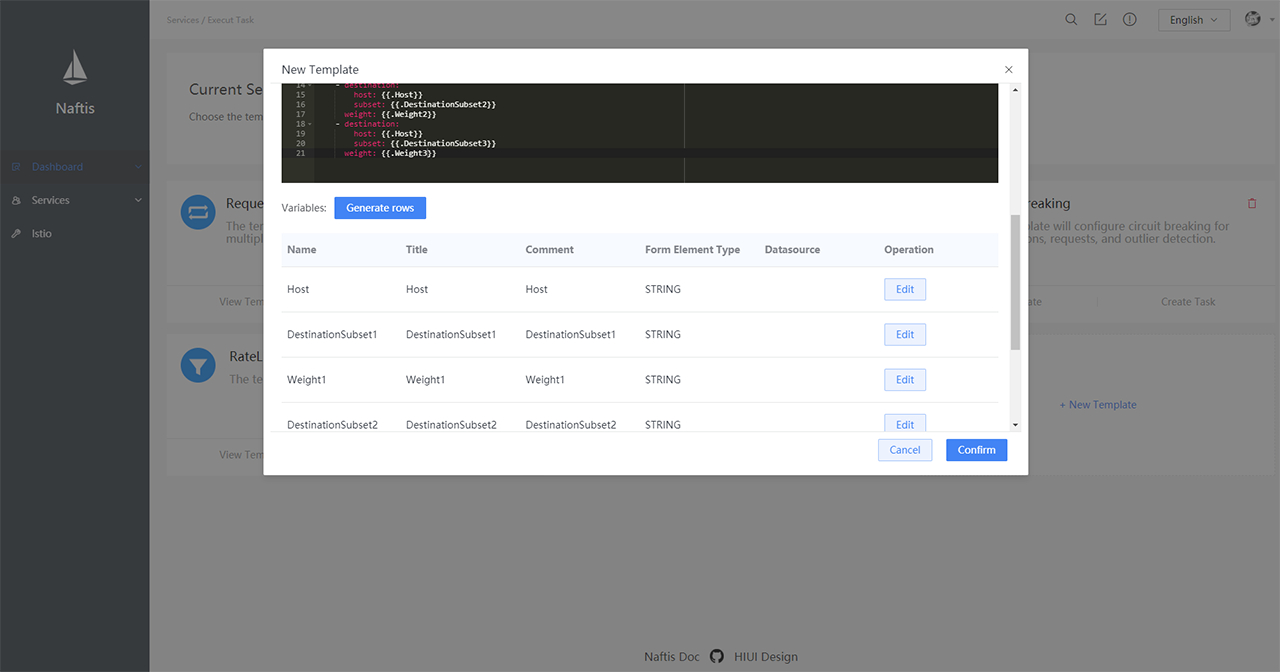 Naftis
Dashboard
Services
Istio
Services / Execut Task
English
Current Se
Choose the tem
Reque
The te
multipl
View Tem
RateL
The te
View Tem
New Template
14 - destination:
15 host: {{.Host}}
16 subset: {{.DestinationSubset2}}
17 weight: {{.Weight2}}
18 - destination:
19 host: {{.Host}}
20 subset: {{.DestinationSubset3}}
21 weight: {{.Weight3}}
Variables: Generate rows
Name Title Comment Form Element Type Datasource Operation
Host Host Host STRING Edit
DestinationSubset1 DestinationSubset1 DestinationSubset1 STRING Edit
Weight1 Weight1 Weight1 STRING Edit
DestinationSubset2 DestinationSubset2 DestinationSubset2 STRING Edit
Cancel Confirm
eaking
late will configure circuit breaking for
ons, requests, and outlier detection.
ate Create Task
+ New Template
Naftis Doc HIUI Design